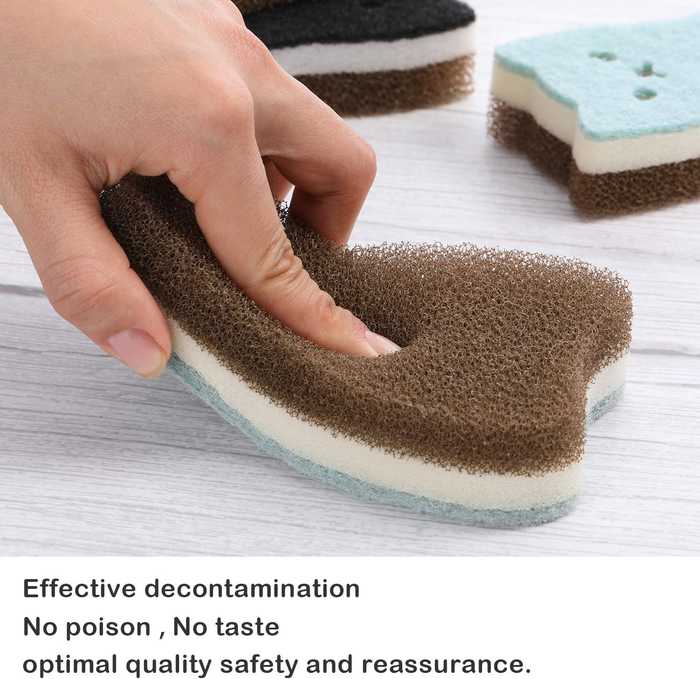 Effective decontamination
No poison , No taste
optimal quality safety and reassurance.